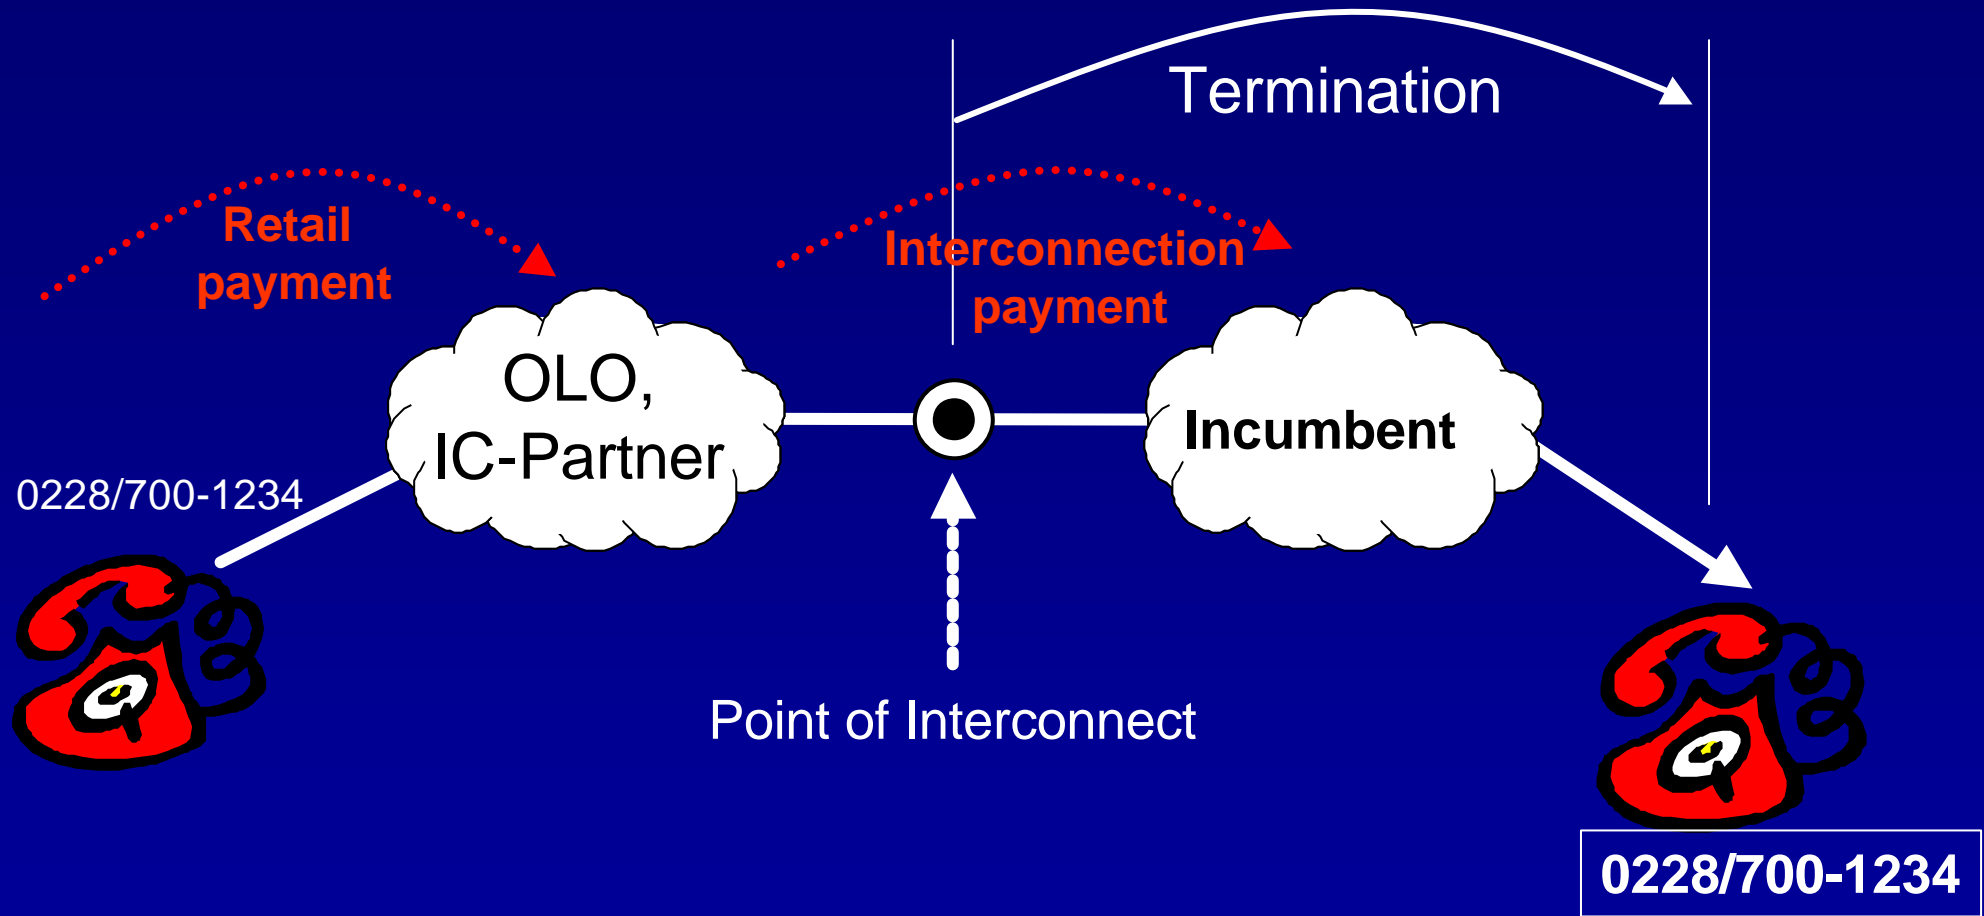 Termination
Retail
payment
Interconnection
payment
OLO,
IC-Partner
Incumbent
0228/700-1234
Point of Interconnect
0228/700-1234